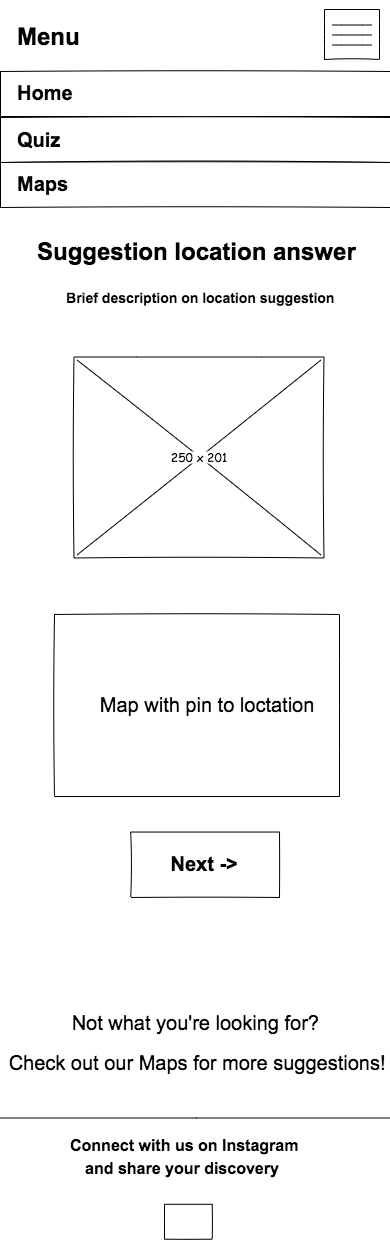 Menu
Home
Quiz
Maps
Suggestion location answer
Brief description on location suggestion
250 x 201
Map with pin to loctation
Next ->
Not what you're looking for?
Check out our Maps for more suggestions!
Connect with us on Instagram
and share your discovery